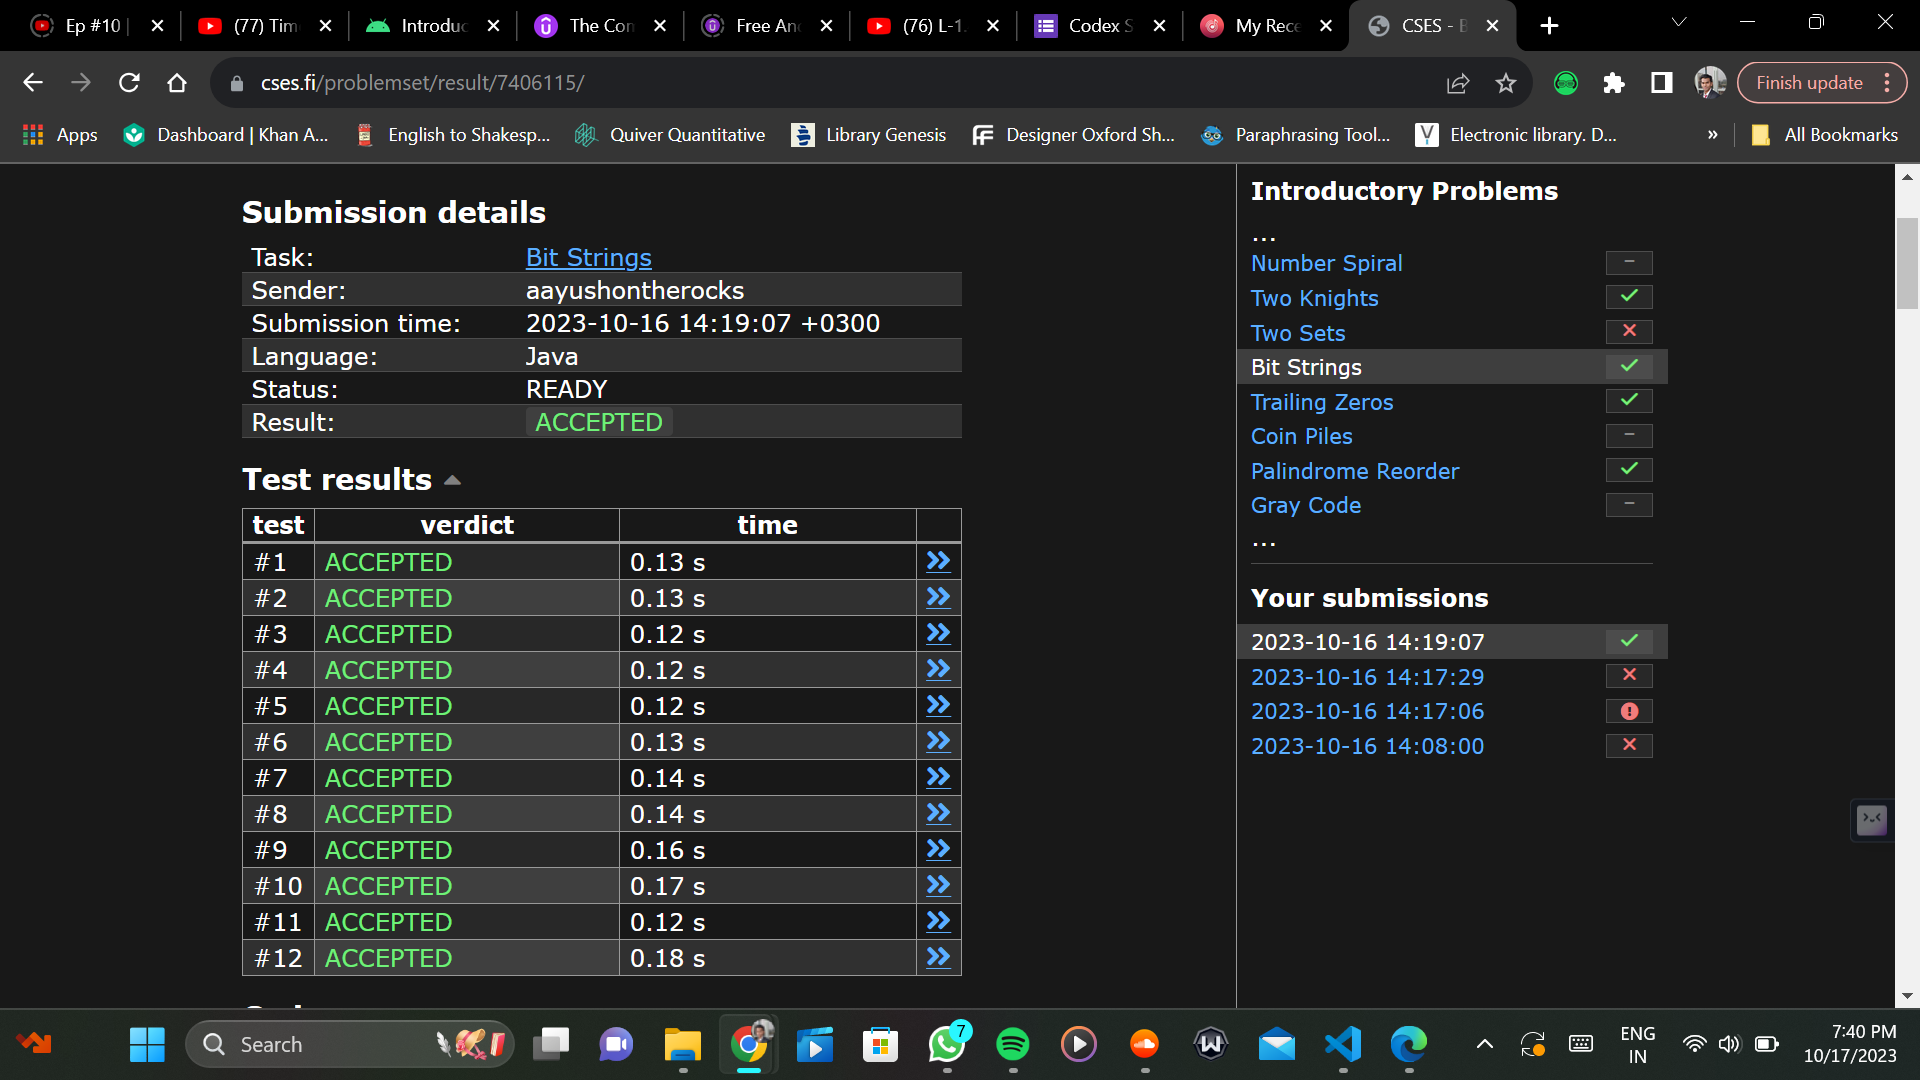 Ep #10 |
(77) Tim
Introduc
The Con
Free And
(76) L-1.
Codex S
My Rece
CSES - B
cses.fi/problemset/result/7406115/
Finish update
Apps
Dashboard | Khan A...
English to Shakesp...
Quiver Quantitative
Library Genesis
Designer Oxford Sh...
Paraphrasing Tool...
Electronic library. D...
»
All Bookmarks
Submission details
Task: Bit Strings
Sender: aayushontherocks
Submission time: 2023-10-16 14:19:07 +0300
Language: Java
Status: READY
Result: ACCEPTED
Test results
test verdict time
#1 ACCEPTED 0.13 s »
#2 ACCEPTED 0.13 s »
#3 ACCEPTED 0.12 s »
#4 ACCEPTED 0.12 s »
#5 ACCEPTED 0.12 s »
#6 ACCEPTED 0.13 s »
#7 ACCEPTED 0.14 s »
#8 ACCEPTED 0.14 s »
#9 ACCEPTED 0.16 s »
#10 ACCEPTED 0.17 s »
#11 ACCEPTED 0.12 s »
#12 ACCEPTED 0.18 s »
Introductory Problems
...
Number Spiral –
Two Knights
Two Sets
Bit Strings
Trailing Zeros
Coin Piles –
Palindrome Reorder
Gray Code –
...
Your submissions
2023-10-16 14:19:07
2023-10-16 14:17:29
2023-10-16 14:17:06
2023-10-16 14:08:00
Search
7
ENG
IN
7:40 PM
10/17/2023